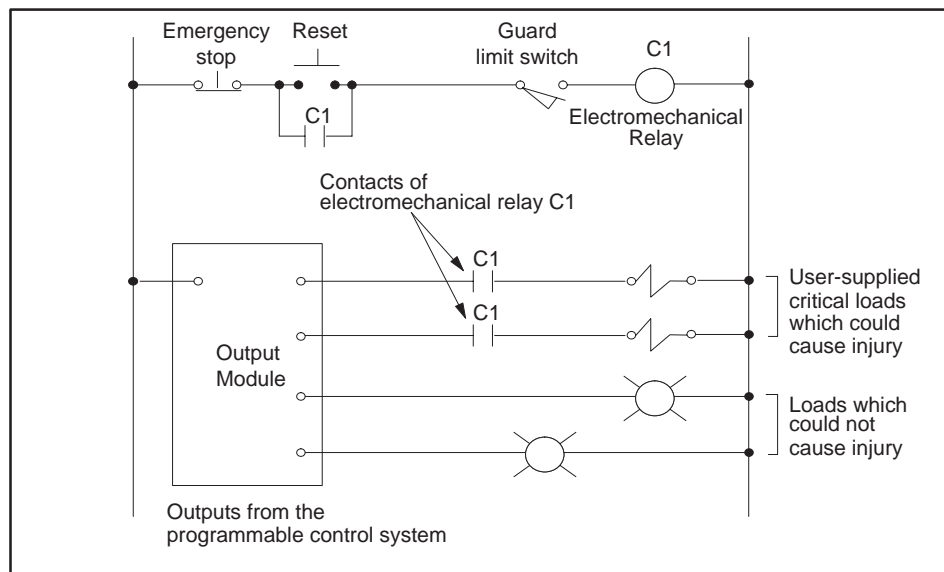 Emergency
stop
Reset
Guard
limit switch
C1
C1
Electromechanical
Relay
Contacts of
electromechanical relay C1
C1
C1
Output
Module
User-supplied
critical loads
which could
cause injury
Loads which
could not
cause injury
Outputs from the
programmable control system